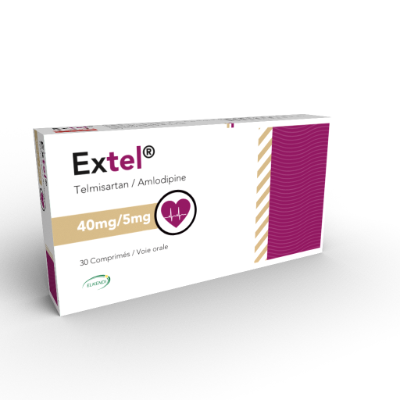 Extel®
Telmisartan / Amlodipine
40mg/5mg
30 Comprimés / Voie orale